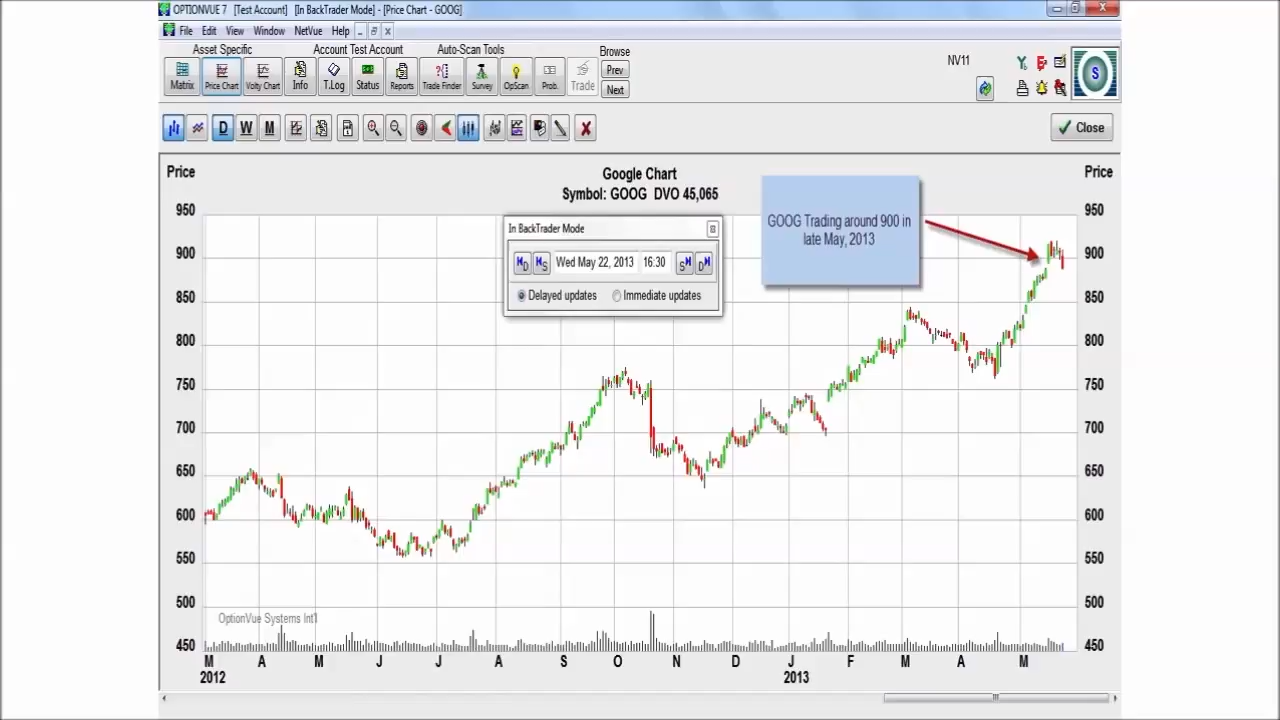 OPTIONVUE 7 [Test Account] [In BackTrader Mode] - [Price Chart - GOOG]
File Edit View Window NetVue Help
Asset Specific Account Test Account Auto-Scan Tools Browse
Matrix Price Chart Volty Chart Info T.Log Status Reports Trade Finder Survey OpScan Prob. Trade
Prev
Next
NV11
S
D W M
Close
Price
Price
Google Chart
Symbol: GOOG DVO 45,065
In BackTrader Mode
D S Wed May 22, 2013 16:30 S D
Delayed updates Immediate updates
GOOG Trading around 900 in
late May, 2013
950 950
900 900
850 850
800 800
750 750
700 700
650 650
600 600
550 550
500 500
450 450
OptionVue Systems Int'l
M A M J J A S O N D J F M A M
2012 2013